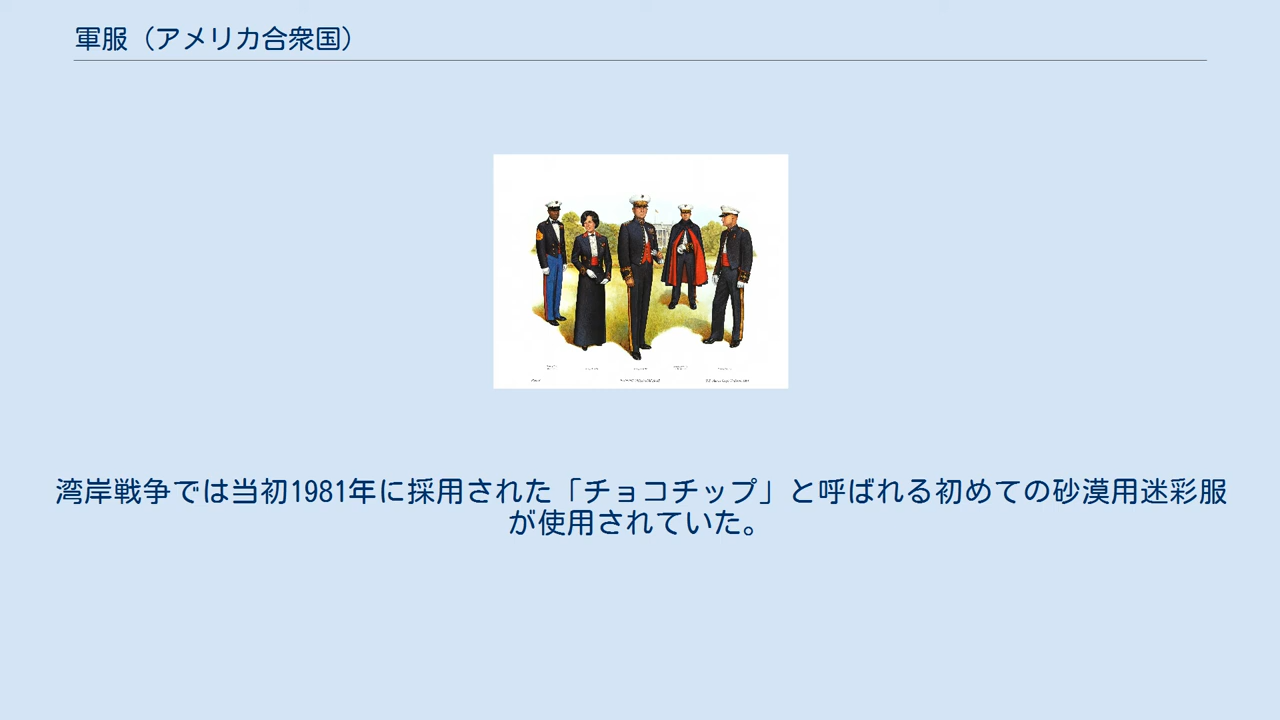 軍服（アメリカ合衆国）
湾岸戦争では当初1981年に採用された「チョコチップ」と呼ばれる初めての砂漠用迷彩服
が使用されていた。